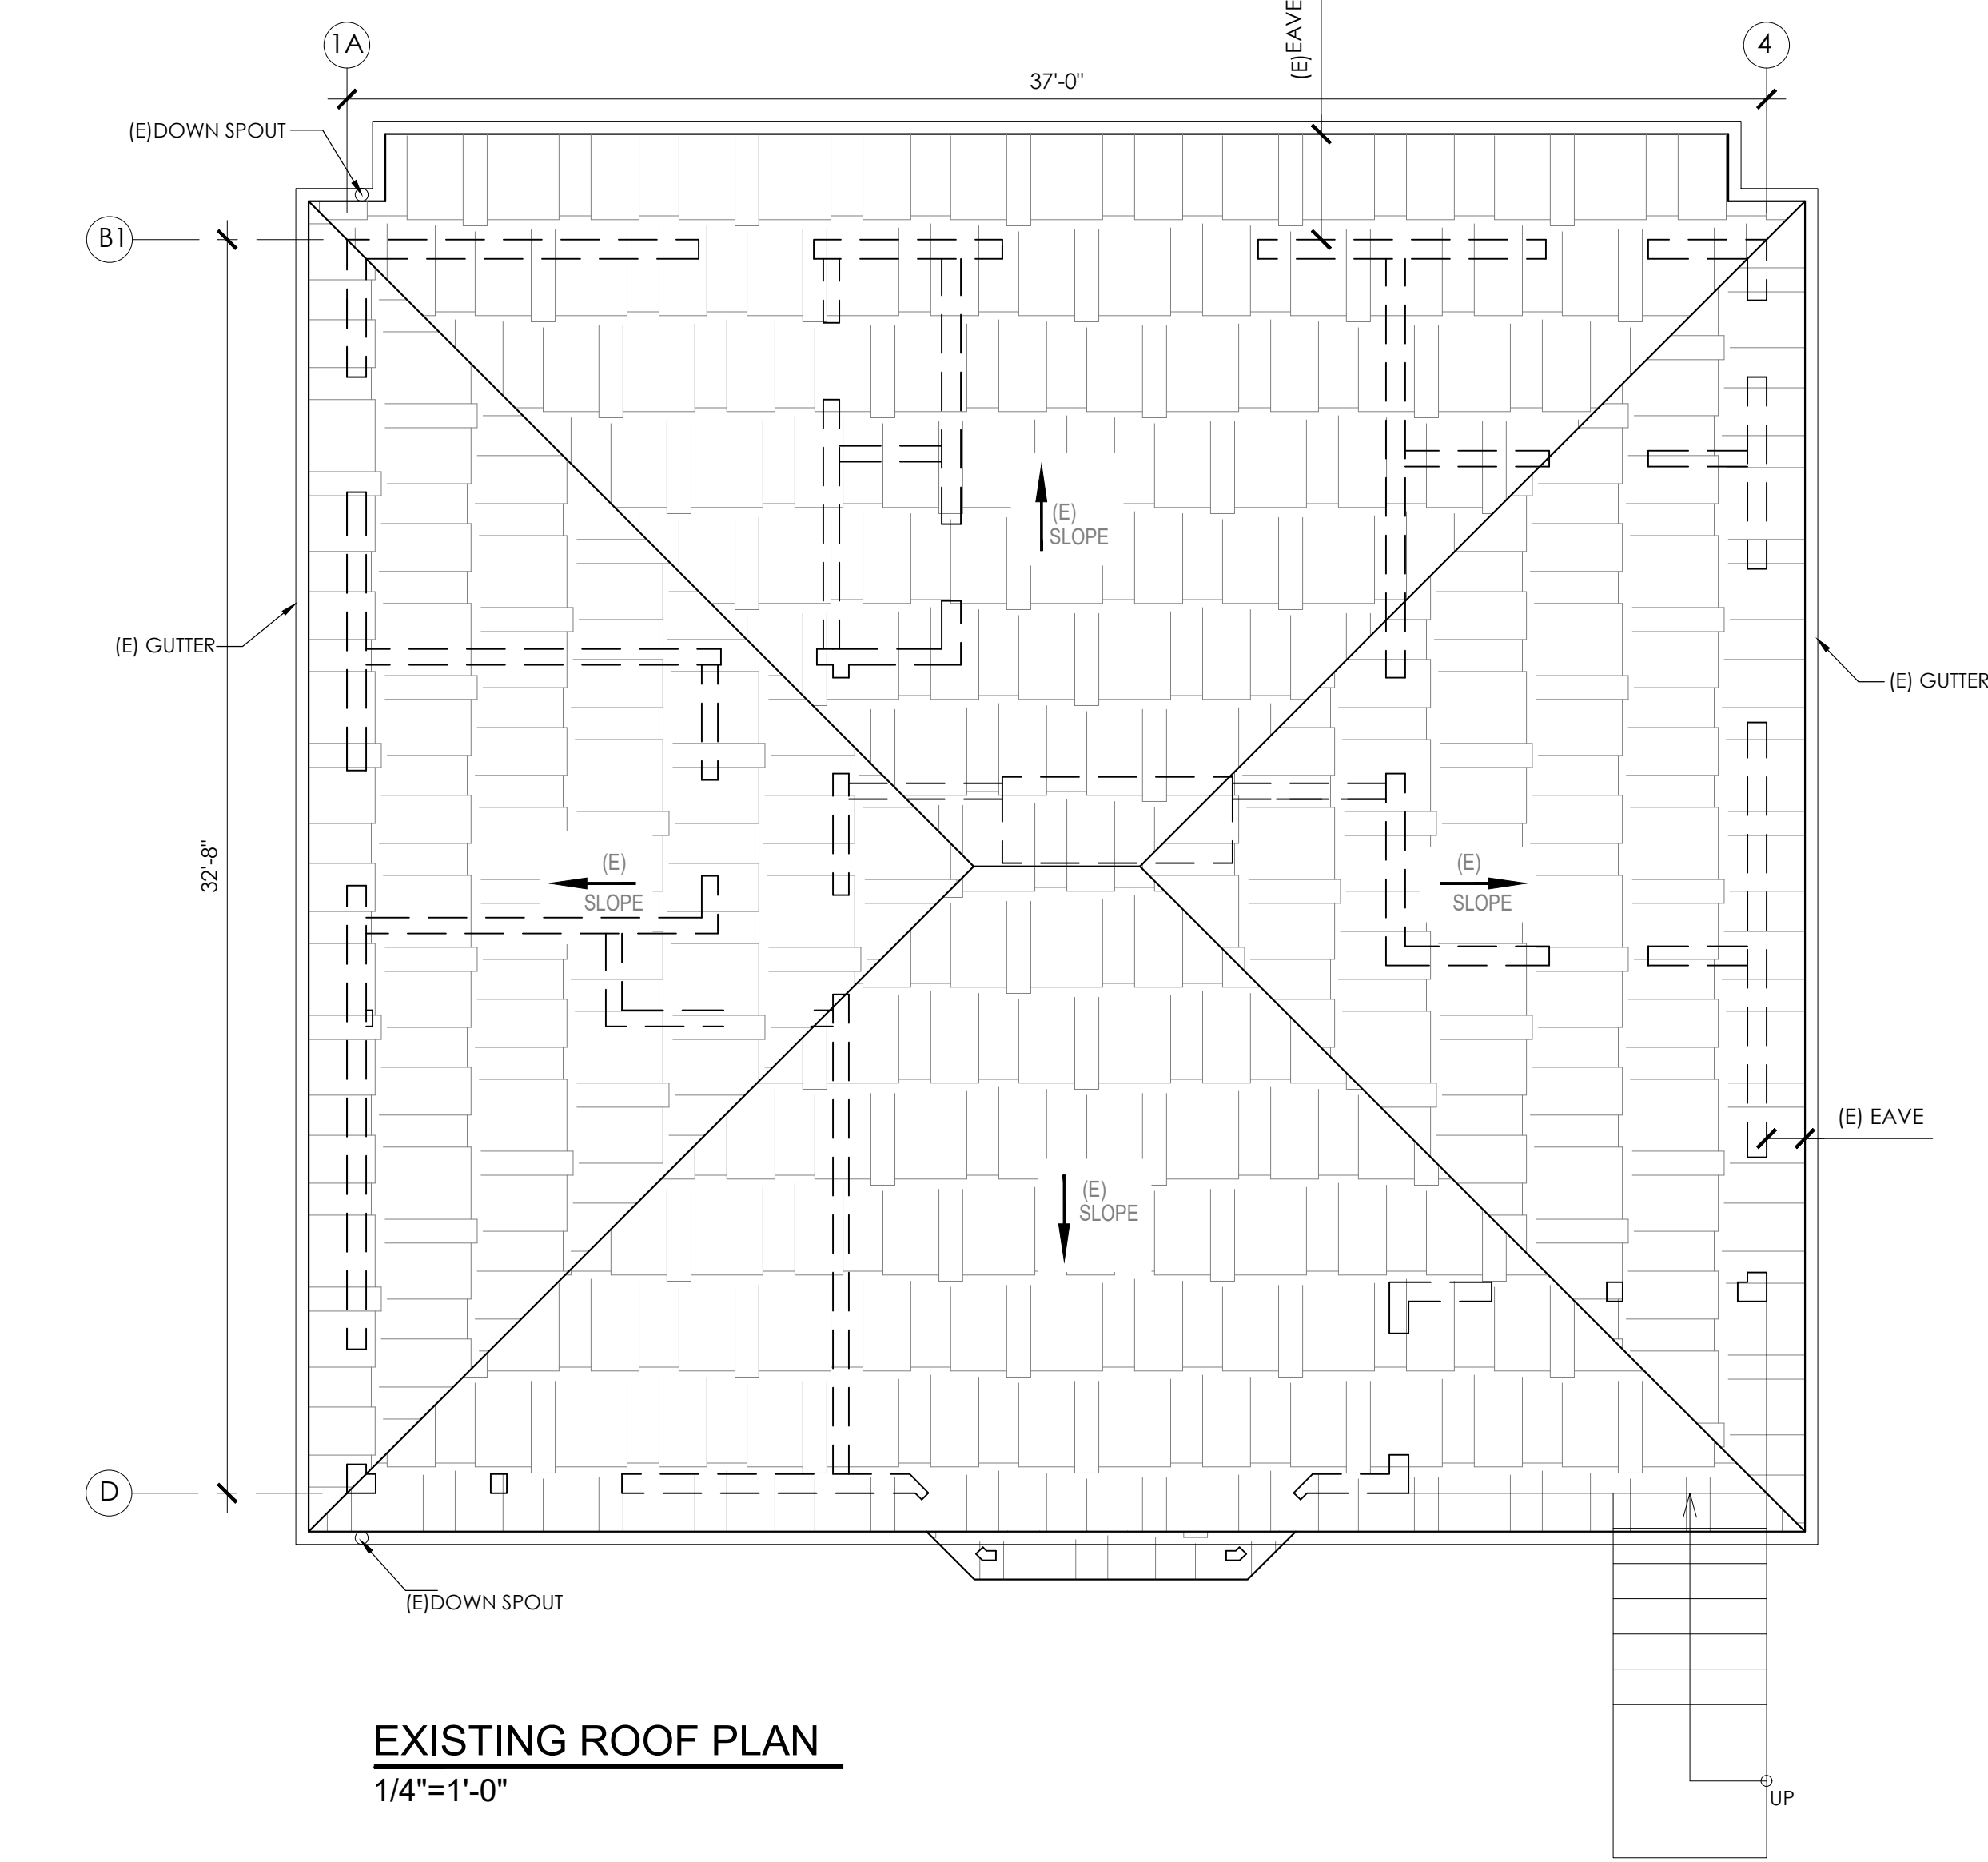 (E)EAVE
1A
4
37'-0"
(E)DOWN SPOUT
B1
(E)
SLOPE
(E) GUTTER
(E) GUTTER
32'-8"
(E)
SLOPE
(E)
SLOPE
(E) EAVE
(E)
SLOPE
D
(E)DOWN SPOUT
EXISTING ROOF PLAN
1/4"=1'-0"
UP